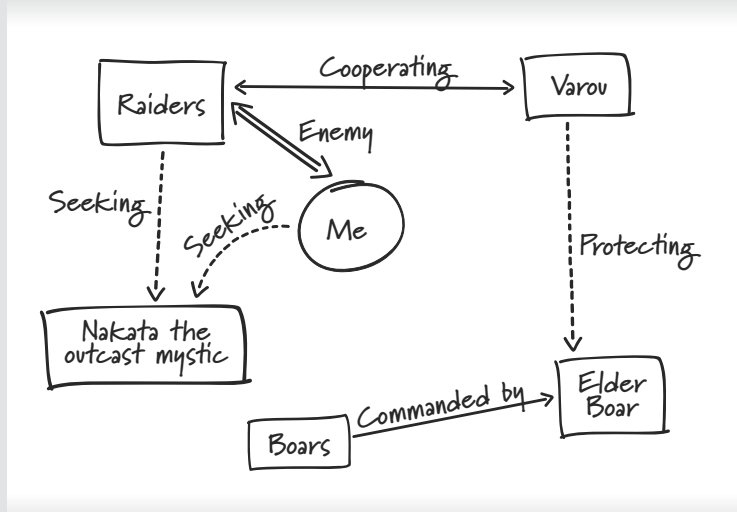 Cooperating
Raiders
Varou
Enemy
Seeking
Seeking
Me
Protecting
Nakata the
outcast mystic
Elder
Boar
Commanded by
Boars